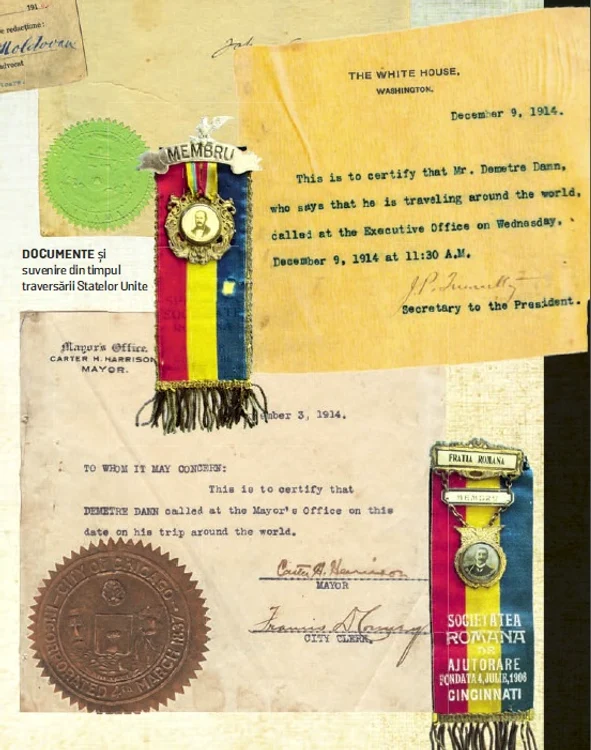 191
e redacţiune:
Moldovan
advocat
THE WHITE HOUSE,
WASHINGTON.
December 9, 1914.
This is to certify that Mr. Demetre Dann,
who says that he is traveling around the world,
called at the Executive Office on Wednesday,
December 9, 1914 at 11:30 A.M.
Secretary to the President.
MEMBRU
DOCUMENTE și
suvenire din timpul
traversării Statelor Unite
Mayor's Office.
CARTER H. HARRISON
MAYOR.
ember 3, 1914.
TO WHOM IT MAY CONCERN:
This is to certify that
DEMETRE DANN called at the Mayor's Office on this
date on his trip around the world.
Carter H. Harrison
MAYOR
CITY CLERK.
CITY OF CHICAGO
INCORPORATED 4th MARCH 1837
FRATIA ROMANA
MEMBRU
SOCIETATEA
ROMANA
DE
AJUTORARE
FONDATA 4, JULIE, 1906
CINCINNATI